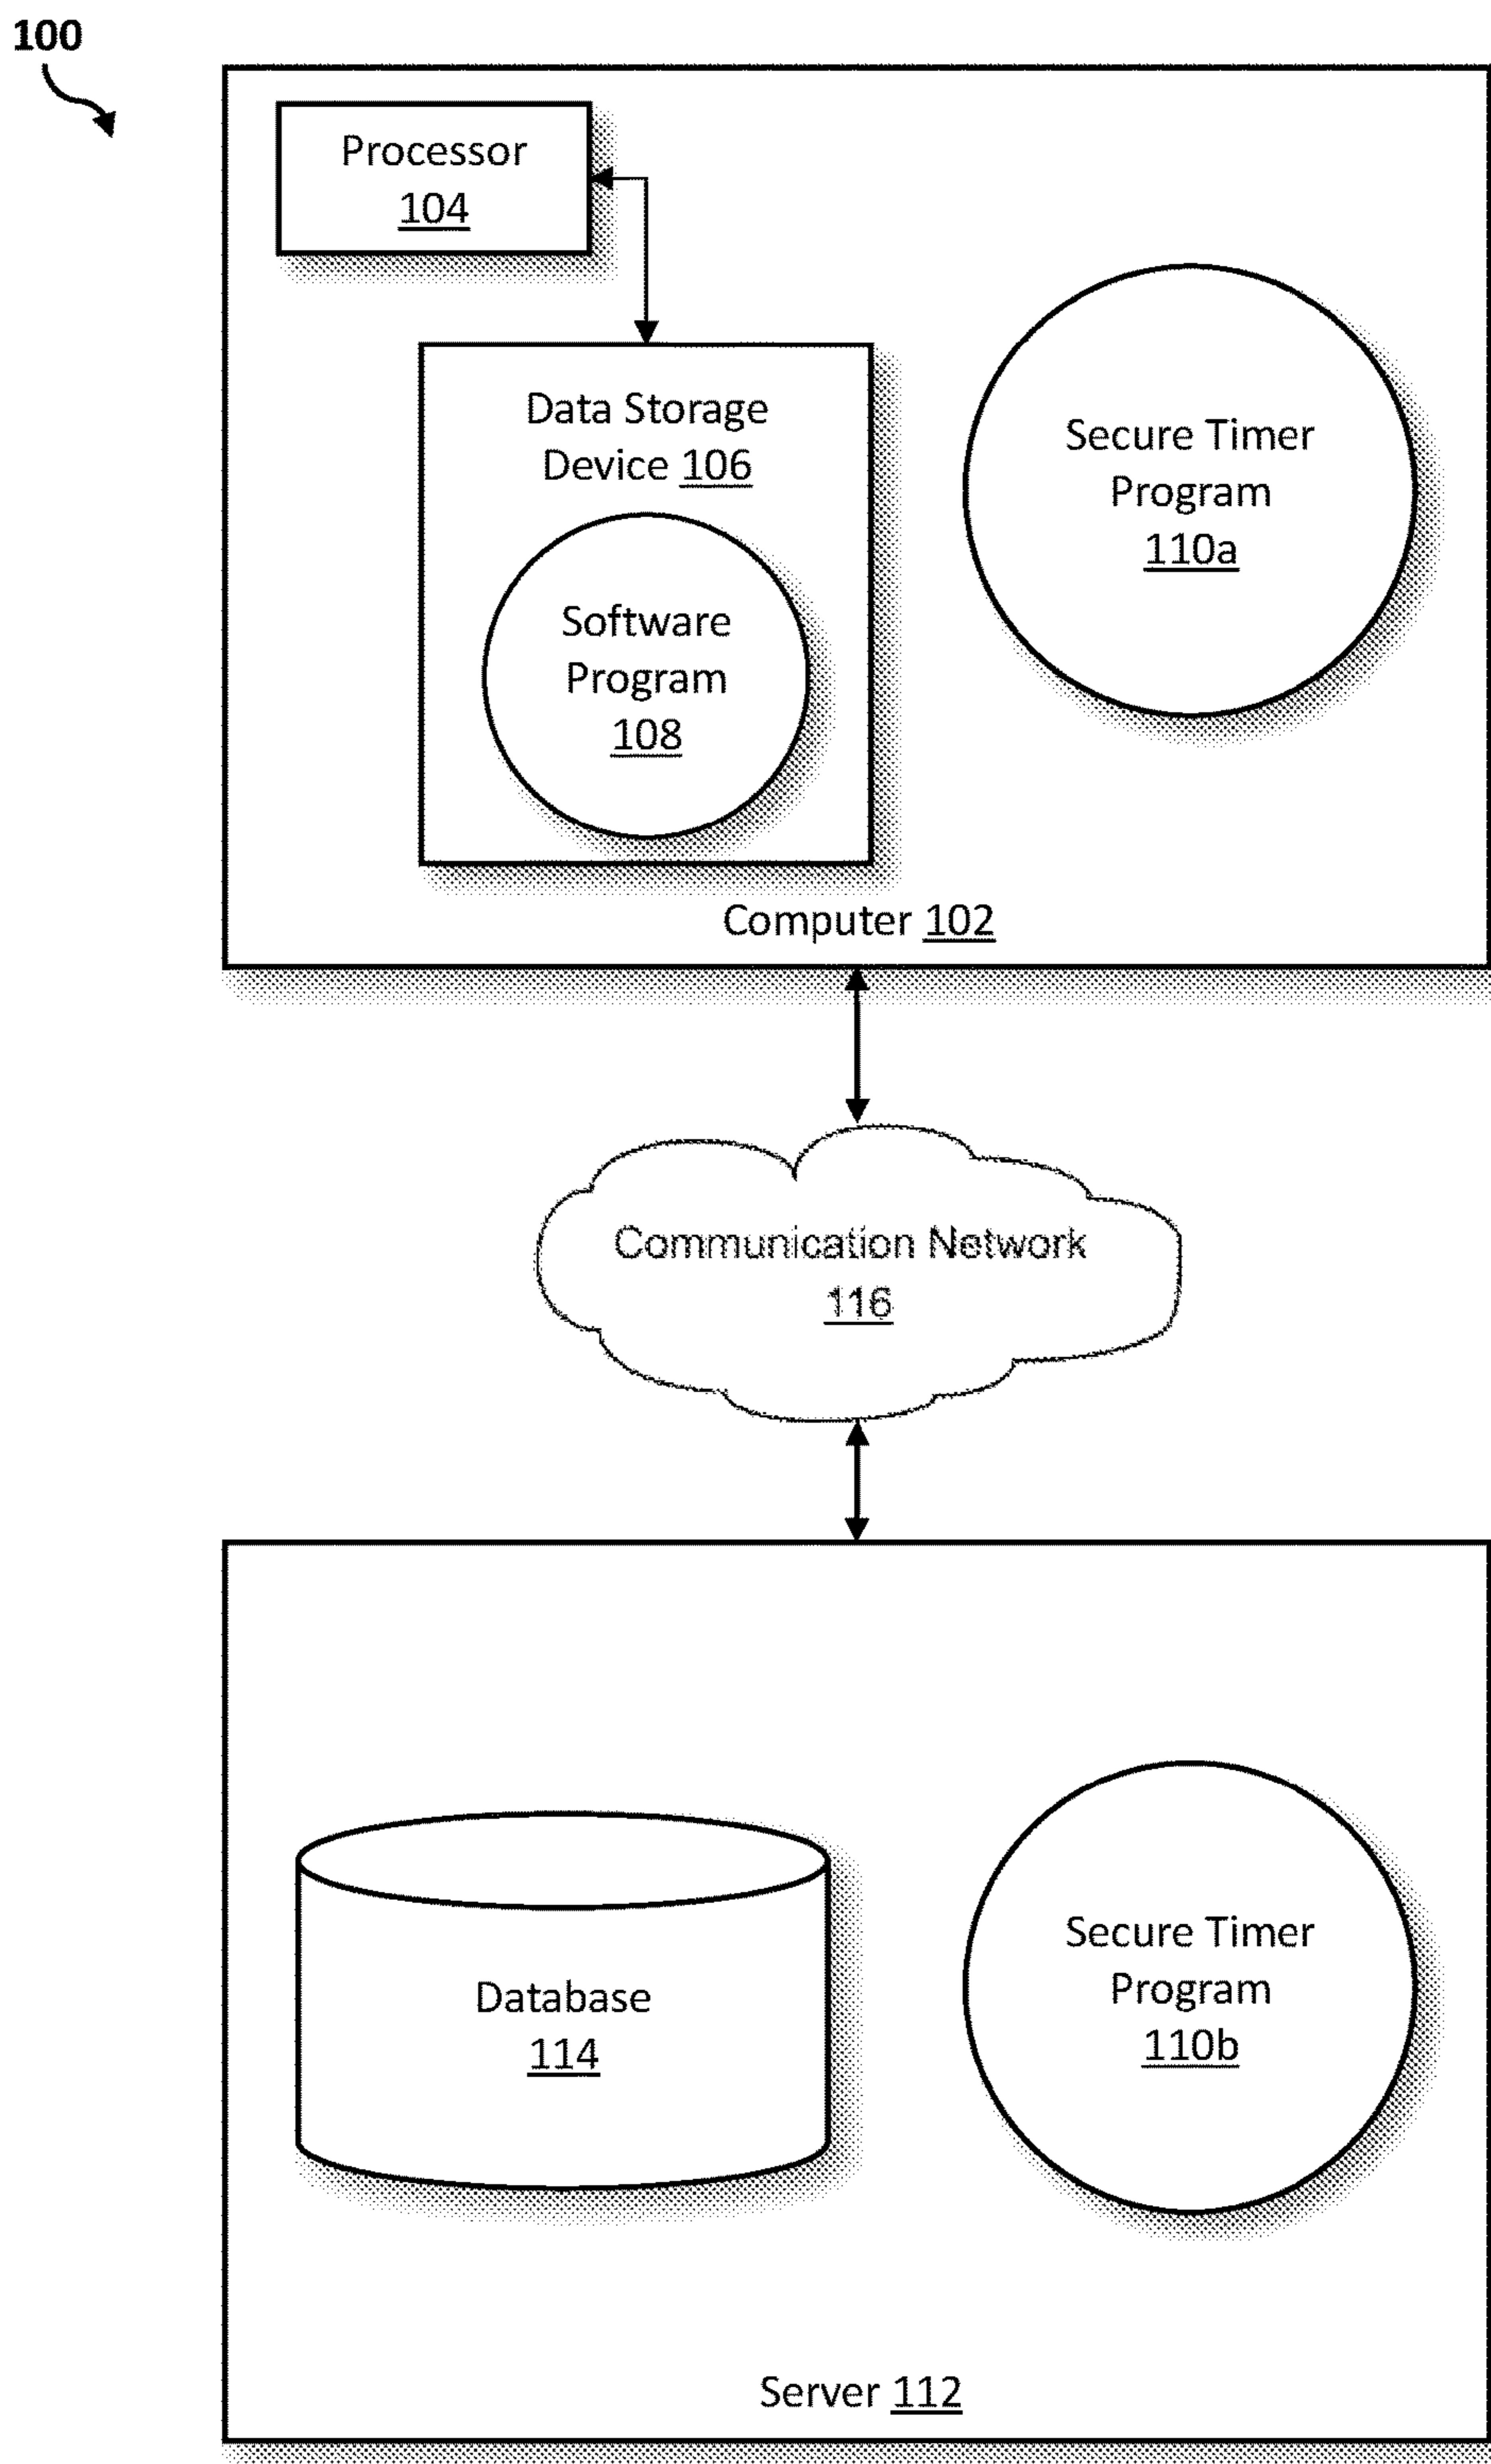 100
Processor
104
Data Storage
Device 106
Software
Program
108
Secure Timer
Program
110a
Computer 102
Communication Network
116
Database
114
Secure Timer
Program
110b
Server 112